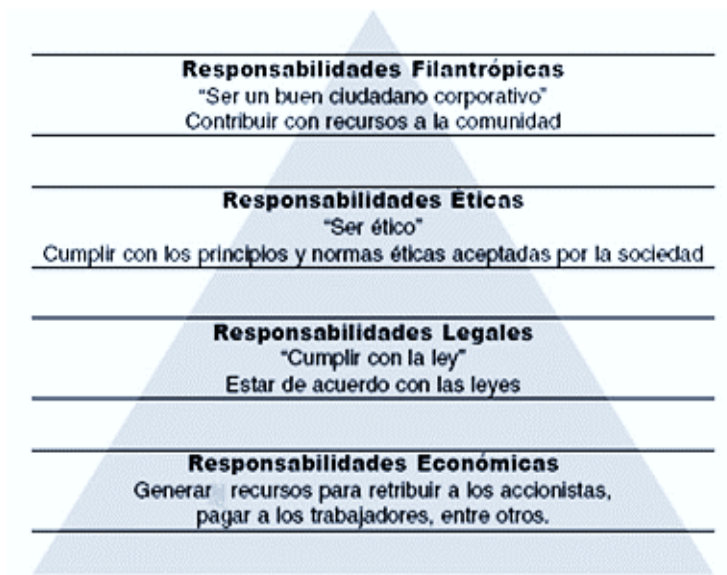 Responsabilidades Filantrópicas
“Ser un buen ciudadano corporativo”
Contribuir con recursos a la comunidad
Responsabilidades Éticas
“Ser ético”
Cumplir con los principios y normas éticas aceptadas por la sociedad
Responsabilidades Legales
“Cumplir con la ley”
Estar de acuerdo con las leyes
Responsabilidades Económicas
Generar recursos para retribuir a los accionistas,
pagar a los trabajadores, entre otros.